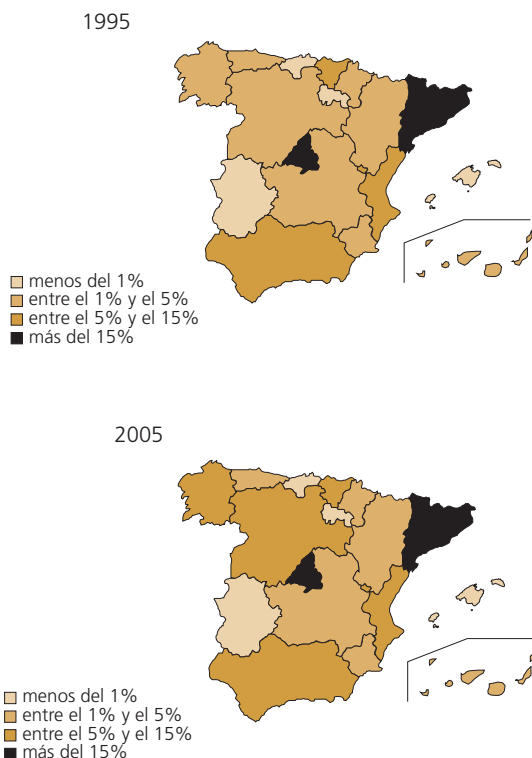 1995
menos del 1%
entre el 1% y el 5%
entre el 5% y el 15%
más del 15%
2005
menos del 1%
entre el 1% y el 5%
entre el 5% y el 15%
más del 15%